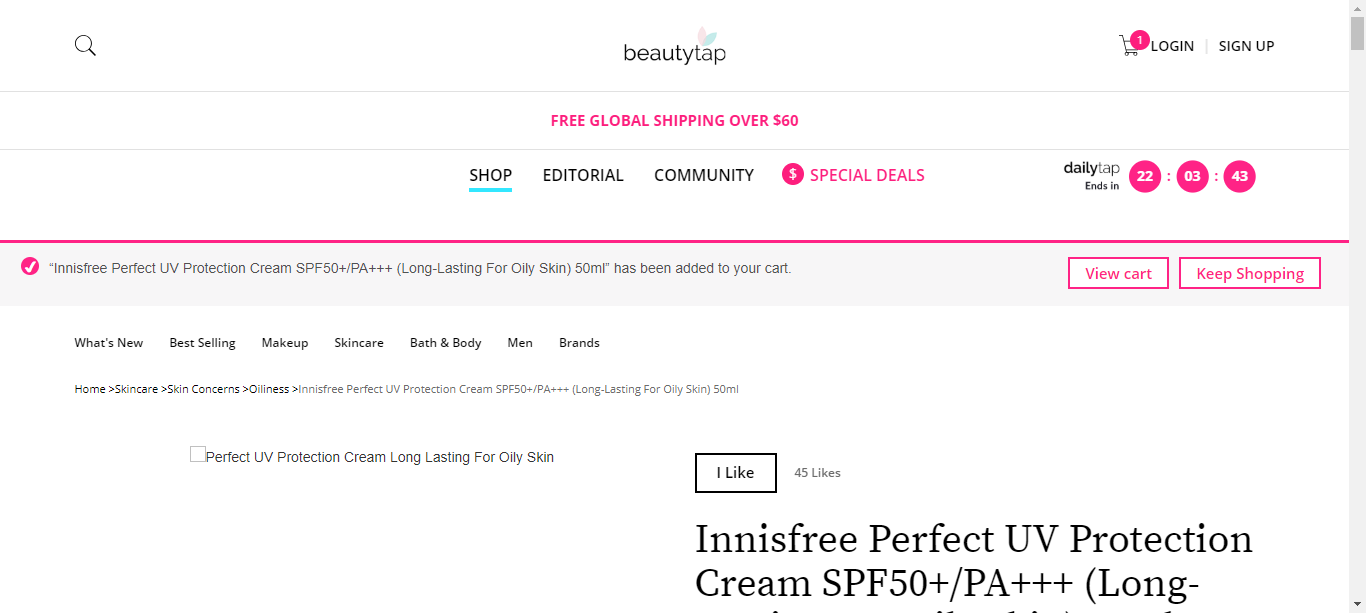 beautytap
1
LOGIN | SIGN UP
FREE GLOBAL SHIPPING OVER $60
SHOP EDITORIAL COMMUNITY $ SPECIAL DEALS
dailytap
Ends in
22 : 03 : 43
“Innisfree Perfect UV Protection Cream SPF50+/PA+++ (Long-Lasting For Oily Skin) 50ml” has been added to your cart.
View cart Keep Shopping
What's New Best Selling Makeup Skincare Bath & Body Men Brands
Home >Skincare >Skin Concerns >Oiliness >Innisfree Perfect UV Protection Cream SPF50+/PA+++ (Long-Lasting For Oily Skin) 50ml
Perfect UV Protection Cream Long Lasting For Oily Skin
I Like 45 Likes
Innisfree Perfect UV Protection
Cream SPF50+/PA+++ (Long-